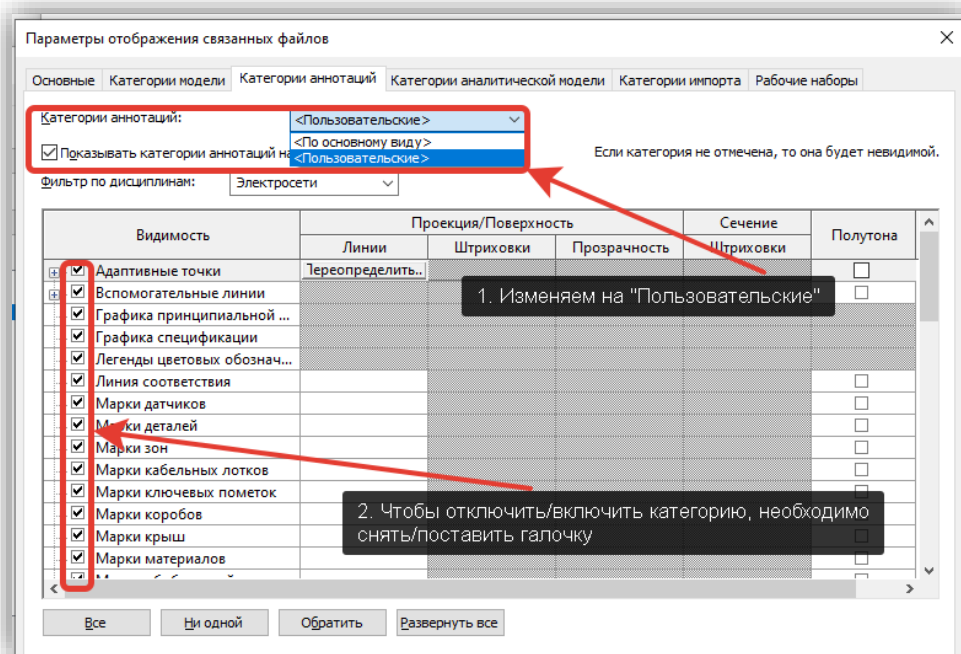 Параметры отображения связанных файлов
Основные Категории модели Категории аннотаций Категории аналитической модели Категории импорта Рабочие наборы
Категории аннотаций: <Пользовательские>
<По основному виду>
<Пользовательские>
Показывать категории аннотаций на
Если категория не отмечена, то она будет невидимой.
Фильтр по дисциплинам: Электросети
Видимость Проекция/Поверхность Сечение Полутона
Линии Штриховки Прозрачность Штриховки
Адаптивные точки Переопределить..
Вспомогательные линии
1. Изменяем на "Пользовательские"
Графика принципиальной ...
Графика спецификации
Легенды цветовых обознач...
Линия соответствия
Марки датчиков
Марки деталей
Марки зон
Марки кабельных лотков
Марки ключевых пометок
2. Чтобы отключить/включить категорию, необходимо
снять/поставить галочку
Марки коробов
Марки крыш
Марки материалов
Все Ни одной Обратить Развернуть все